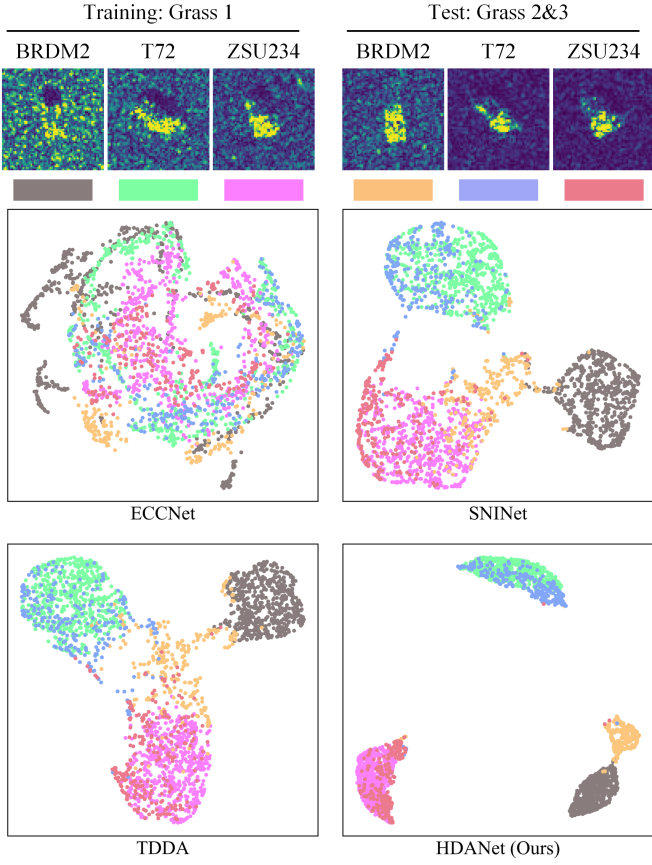 Training: Grass 1
Test: Grass 2&3
BRDM2 T72 ZSU234
BRDM2 T72 ZSU234
ECCNet
SNINet
TDDA
HDANet (Ours)